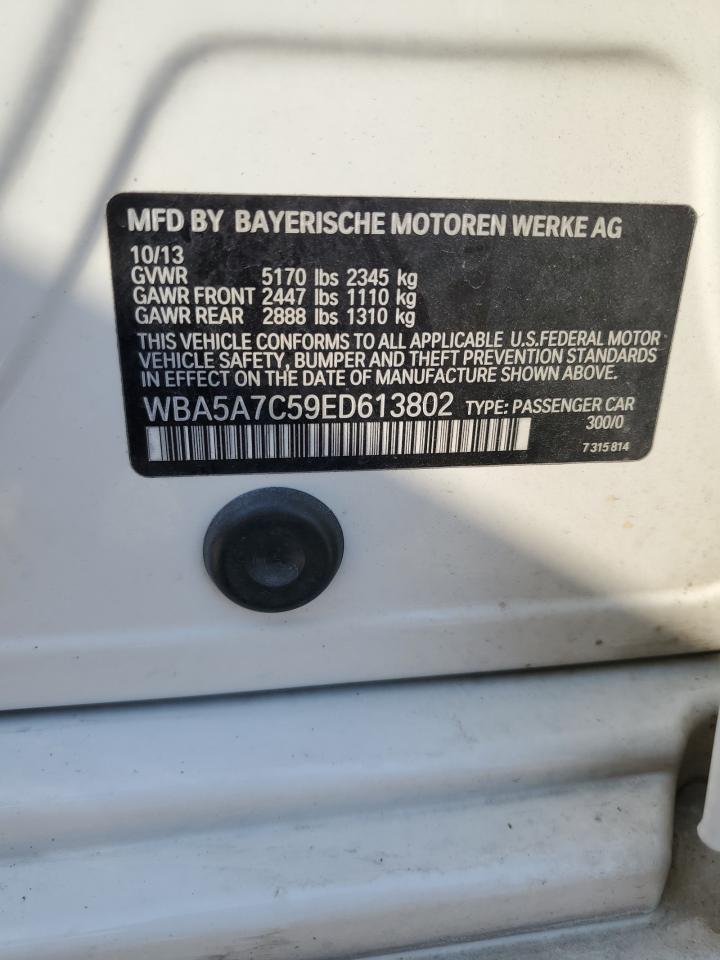 MFD BY BAYERISCHE MOTOREN WERKE AG
10/13
GVWR 5170 lbs 2345 kg
GAWR FRONT 2447 lbs 1110 kg
GAWR REAR 2888 lbs 1310 kg
THIS VEHICLE CONFORMS TO ALL APPLICABLE U.S.FEDERAL MOTOR
VEHICLE SAFETY, BUMPER AND THEFT PREVENTION STANDARDS
IN EFFECT ON THE DATE OF MANUFACTURE SHOWN ABOVE.
WBA5A7C59ED613802 TYPE: PASSENGER CAR
300/0
7 315 814